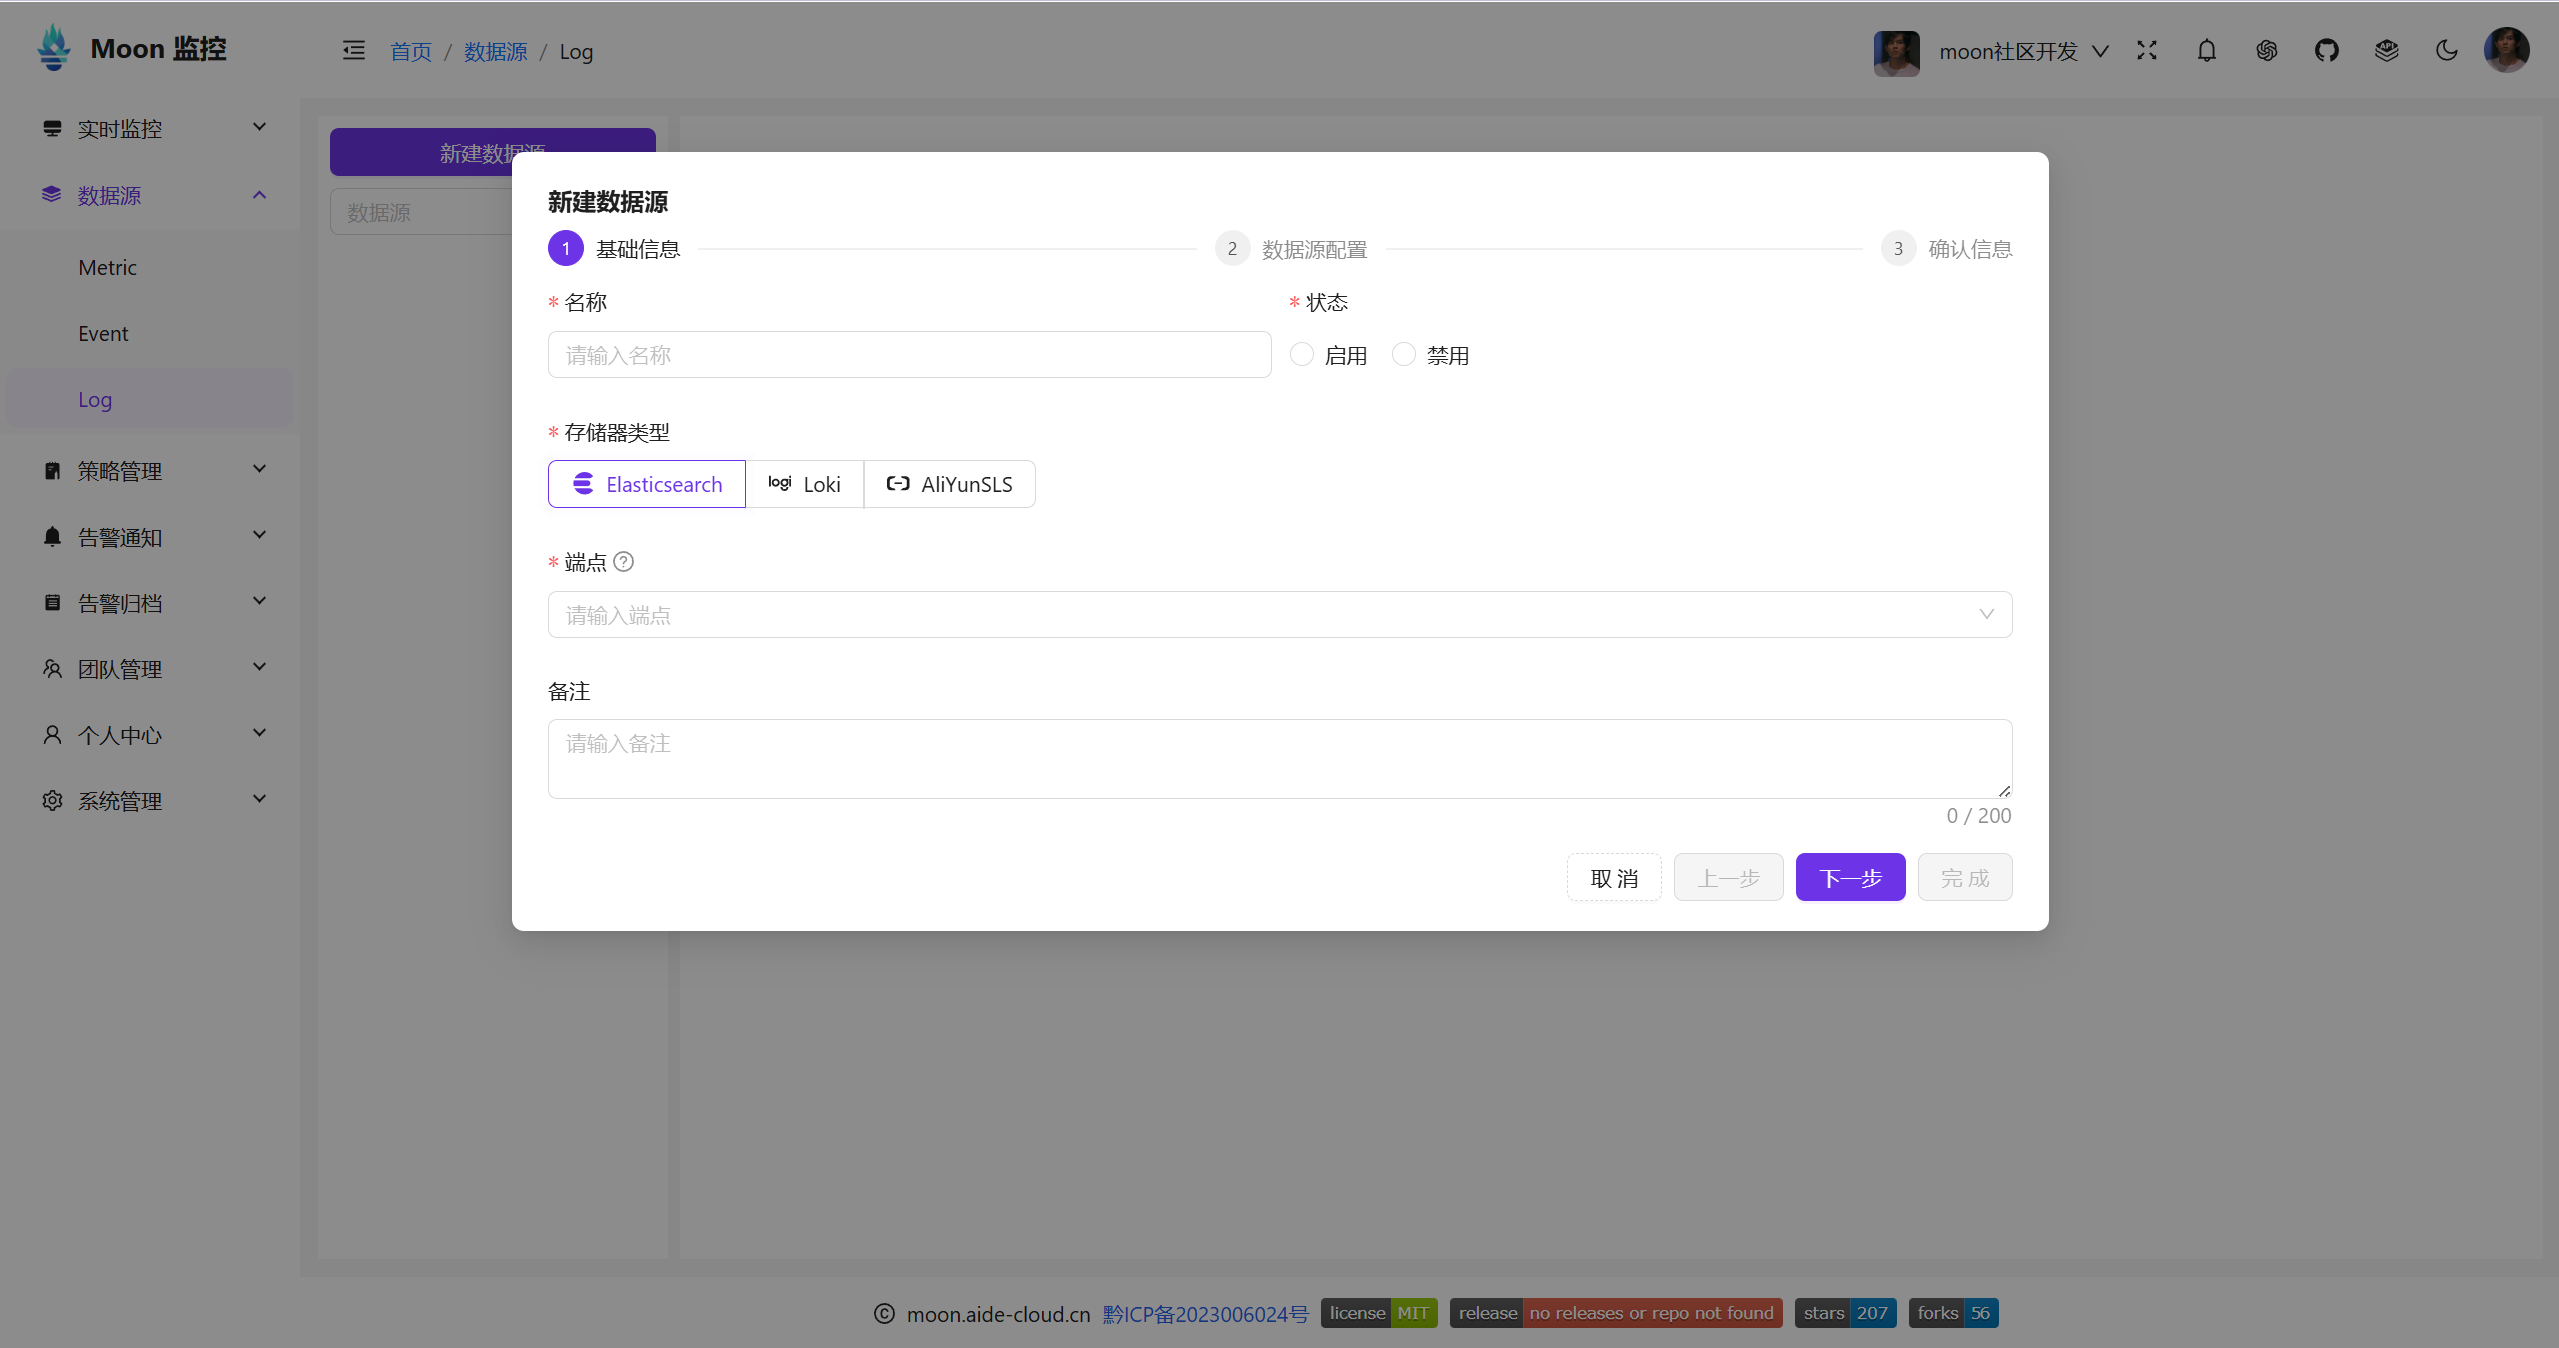 Moon 监控
首页 / 数据源 / Log
moon社区开发
实时监控
数据源
Metric
Event
Log
策略管理
告警通知
告警归档
团队管理
个人中心
系统管理
新建数据源
数据源
新建数据源
1 基础信息
2 数据源配置
3 确认信息
* 名称
请输入名称
* 状态
启用 禁用
* 存储器类型
Elasticsearch
logi Loki
AliYunSLS
* 端点
请输入端点
备注
请输入备注
0 / 200
取 消 上一步 下一步 完 成
© moon.aide-cloud.cn 黔ICP备2023006024号 license MIT release no releases or repo not found stars 207 forks 56